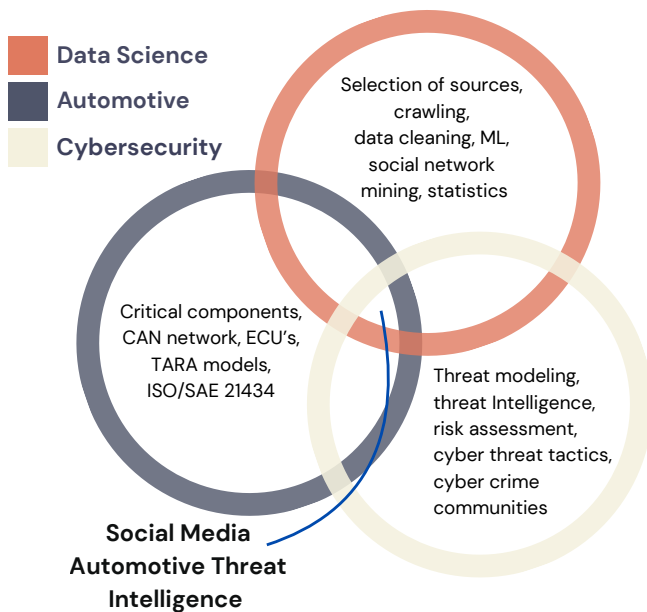 Data Science
Automotive
Cybersecurity
Selection of sources,
crawling,
data cleaning, ML,
social network
mining, statistics
Critical components,
CAN network, ECU's,
TARA models,
ISO/SAE 21434
Threat modeling,
threat Intelligence,
risk assessment,
cyber threat tactics,
cyber crime
communities
Social Media
Automotive Threat
Intelligence